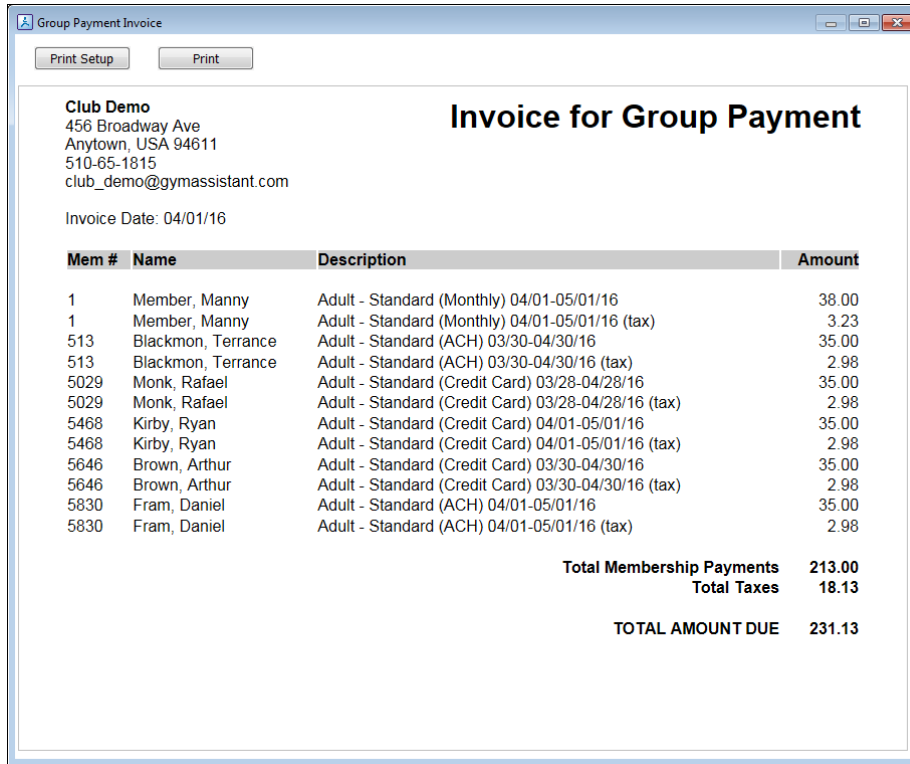 Group Payment Invoice
Print Setup Print
Club Demo
456 Broadway Ave
Anytown, USA 94611
510-65-1815
club_demo@gymassistant.com
Invoice for Group Payment
Invoice Date: 04/01/16
Mem # Name Description Amount
1 Member, Manny Adult - Standard (Monthly) 04/01-05/01/16 38.00
1 Member, Manny Adult - Standard (Monthly) 04/01-05/01/16 (tax) 3.23
513 Blackmon, Terrance Adult - Standard (ACH) 03/30-04/30/16 35.00
513 Blackmon, Terrance Adult - Standard (ACH) 03/30-04/30/16 (tax) 2.98
5029 Monk, Rafael Adult - Standard (Credit Card) 03/28-04/28/16 35.00
5029 Monk, Rafael Adult - Standard (Credit Card) 03/28-04/28/16 (tax) 2.98
5468 Kirby, Ryan Adult - Standard (Credit Card) 04/01-05/01/16 35.00
5468 Kirby, Ryan Adult - Standard (Credit Card) 04/01-05/01/16 (tax) 2.98
5646 Brown, Arthur Adult - Standard (Credit Card) 03/30-04/30/16 35.00
5646 Brown, Arthur Adult - Standard (Credit Card) 03/30-04/30/16 (tax) 2.98
5830 Fram, Daniel Adult - Standard (ACH) 04/01-05/01/16 35.00
5830 Fram, Daniel Adult - Standard (ACH) 04/01-05/01/16 (tax) 2.98
Total Membership Payments 213.00
Total Taxes 18.13
TOTAL AMOUNT DUE 231.13